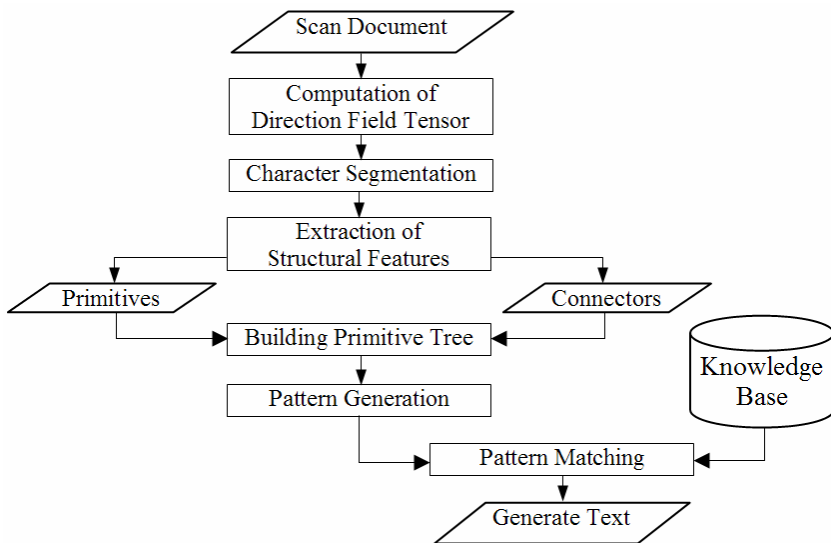 Scan Document
Computation of
Direction Field Tensor
Character Segmentation
Extraction of
Structural Features
Primitives
Connectors
Building Primitive Tree
Knowledge
Base
Pattern Generation
Pattern Matching
Generate Text